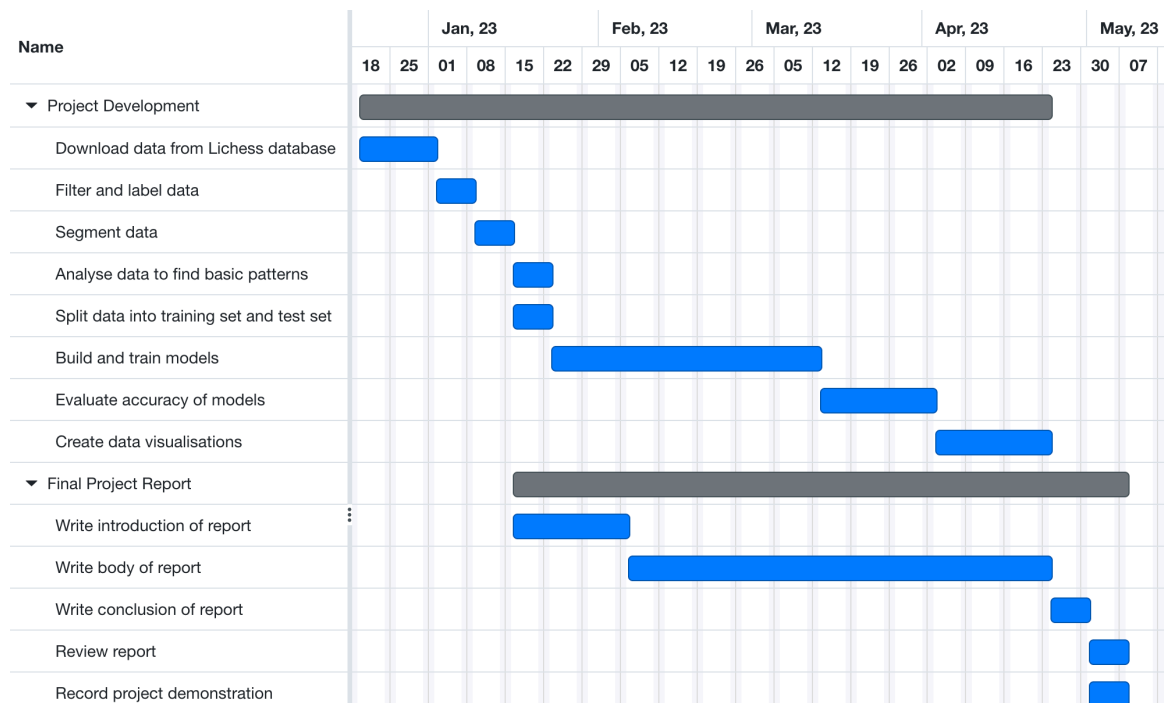 Name
Jan, 23 Feb, 23 Mar, 23 Apr, 23 May, 23
18 25 01 08 15 22 29 05 12 19 26 05 12 19 26 02 09 16 23 30 07
Project Development
Download data from Lichess database
Filter and label data
Segment data
Analyse data to find basic patterns
Split data into training set and test set
Build and train models
Evaluate accuracy of models
Create data visualisations
Final Project Report
Write introduction of report
Write body of report
Write conclusion of report
Review report
Record project demonstration